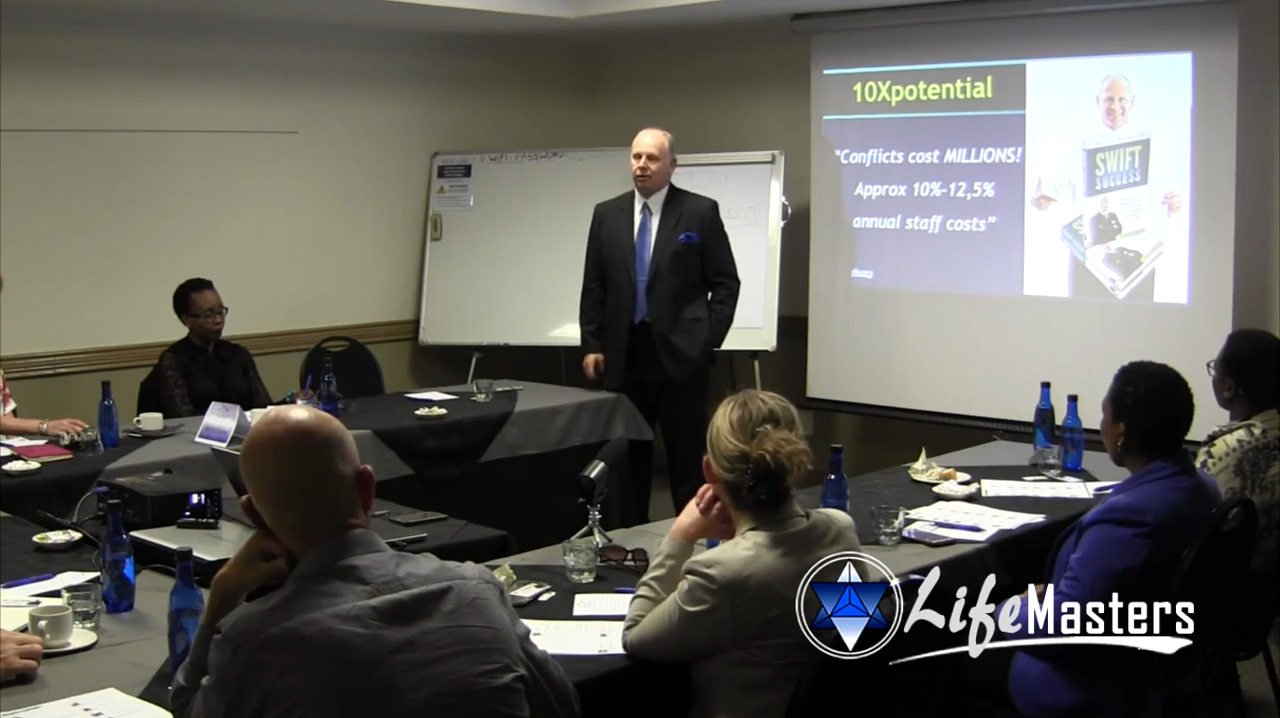 WIFI PASSWORD:
10Xpotential
"Conflicts cost MILLIONS!
Approx 10%-12,5%
annual staff costs"
SWIFT
SUCCESS
LifeMasters